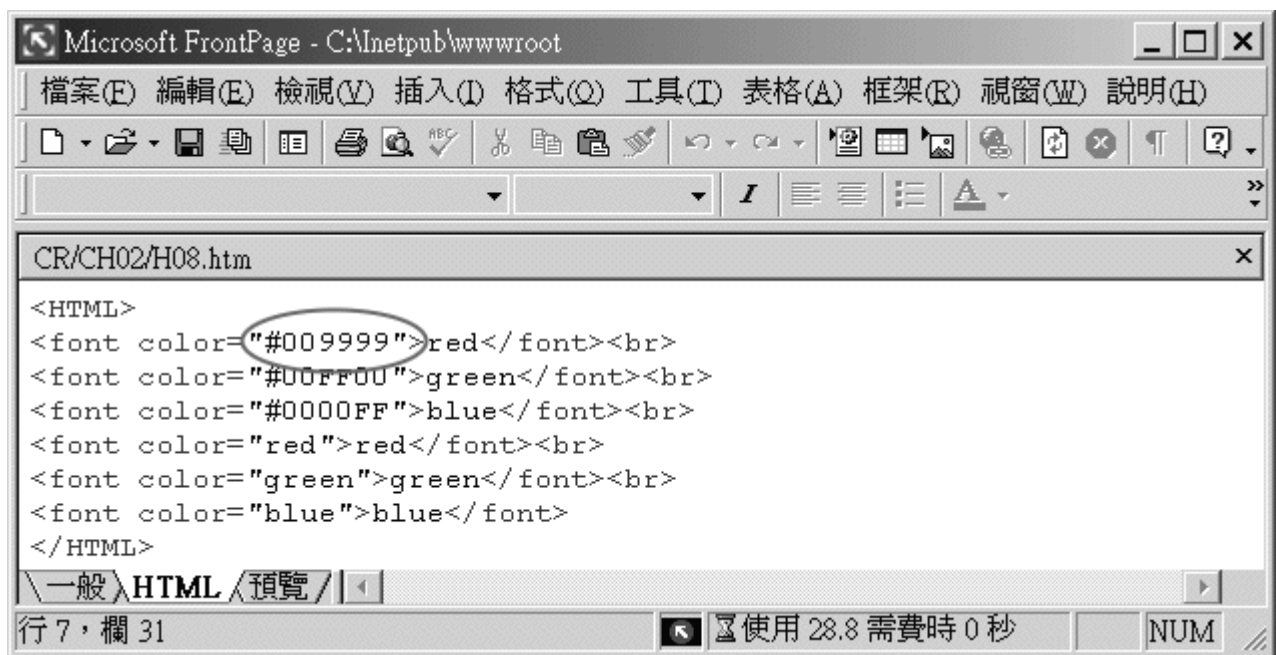 Microsoft FrontPage - C:\Inetpub\wwwroot
檔案(F) 編輯(E) 檢視(V) 插入(I) 格式(O) 工具(T) 表格(A) 框架(R) 視窗(W) 說明(H)
ABC
I A
CR/CH02/H08.htm
<HTML>
<font color="#009999">red</font><br>
<font color="#00FF00">green</font><br>
<font color="#0000FF">blue</font><br>
<font color="red">red</font><br>
<font color="green">green</font><br>
<font color="blue">blue</font>
</HTML>
一般 HTML 預覽
行 7，欄 31 使用 28.8 需費時 0 秒 NUM